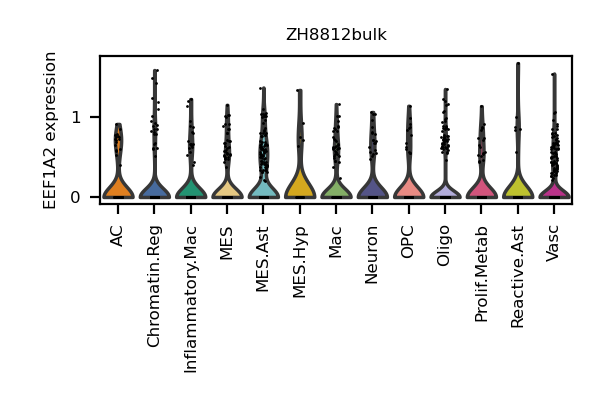 ZH8812bulk
EEF1A2 expression
1
0
AC
Chromatin.Reg
Inflammatory.Mac
MES
MES.Ast
MES.Hyp
Mac
Neuron
OPC
Oligo
Prolif.Metab
Reactive.Ast
Vasc